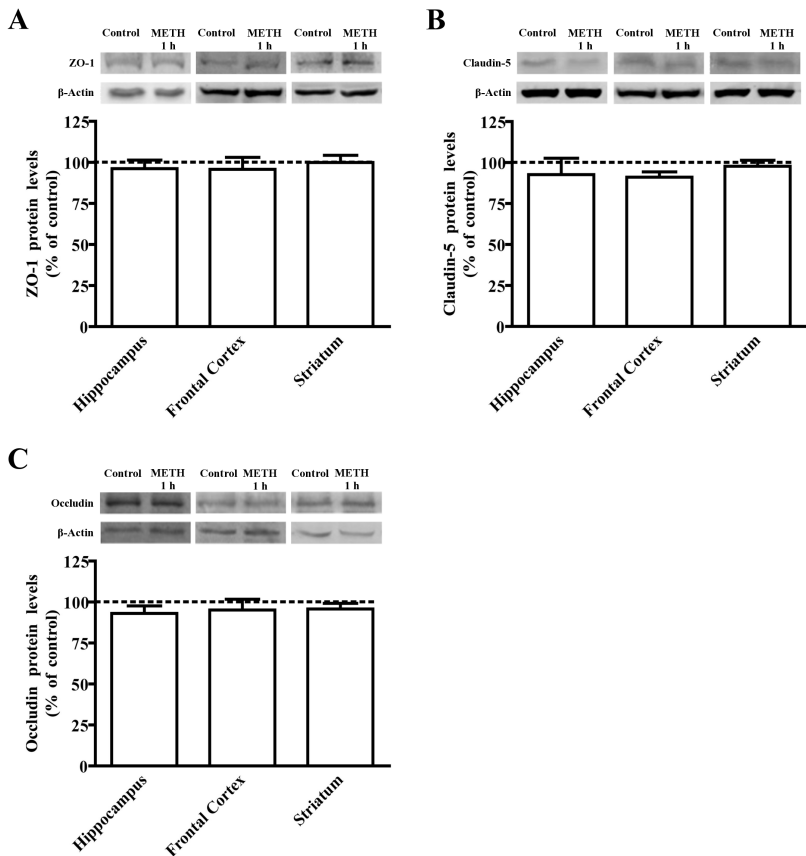 A
Control METH Control METH Control METH
1 h 1 h 1 h
ZO-1
β-Actin
ZO-1 protein levels
(% of control)
125
100
75
50
25
0
Hippocampus
Frontal Cortex
Striatum
B
Control METH Control METH Control METH
1 h 1 h 1 h
Claudin-5
β-Actin
Claudin-5 protein levels
(% of control)
125
100
75
50
25
0
Hippocampus
Frontal Cortex
Striatum
C
Control METH Control METH Control METH
1 h 1 h 1 h
Occludin
β-Actin
Occludin protein levels
(% of control)
125
100
75
50
25
0
Hippocampus
Frontal Cortex
Striatum